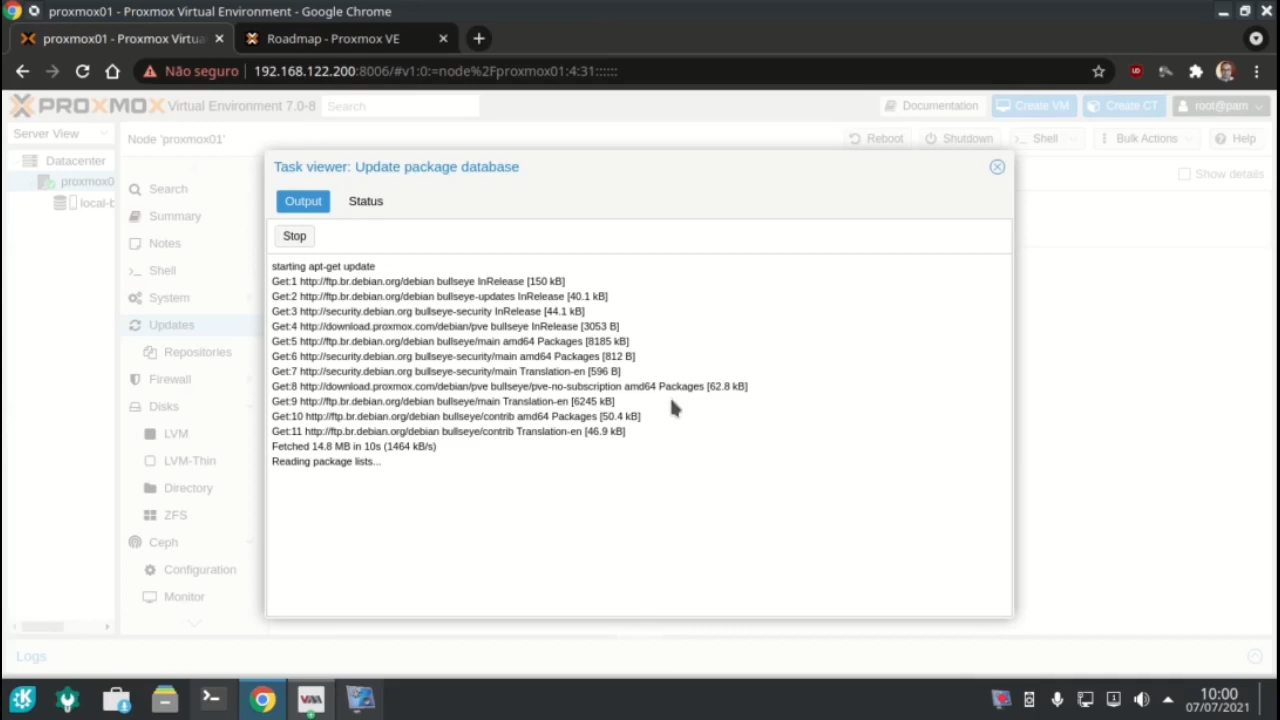 proxmox01 - Proxmox Virtual Environment - Google Chrome
proxmox01 - Proxmox Virtua
Roadmap - Proxmox VE
Não seguro
192.168.122.200:8006/#v1:0:=node%2Fproxmox01:4:31::::::
PROXMOX Virtual Environment 7.0-8
Search
Documentation
Create VM
Create CT
root@pam
Server View
Node 'proxmox01'
Reboot
Shutdown
>_ Shell
Bulk Actions
Help
Datacenter
proxmox0
local-b
Search
Summary
Notes
>_ Shell
System
Updates
Repositories
Firewall
Disks
LVM
LVM-Thin
Directory
ZFS
Ceph
Configuration
Monitor
Show details
Task viewer: Update package database
Output
Status
Stop
starting apt-get update
Get:1 http://ftp.br.debian.org/debian bullseye InRelease [150 kB]
Get:2 http://ftp.br.debian.org/debian bullseye-updates InRelease [40.1 kB]
Get:3 http://security.debian.org bullseye-security InRelease [44.1 kB]
Get:4 http://download.proxmox.com/debian/pve bullseye InRelease [3053 B]
Get:5 http://ftp.br.debian.org/debian bullseye/main amd64 Packages [8185 kB]
Get:6 http://security.debian.org bullseye-security/main amd64 Packages [812 B]
Get:7 http://security.debian.org bullseye-security/main Translation-en [596 B]
Get:8 http://download.proxmox.com/debian/pve bullseye/pve-no-subscription amd64 Packages [62.8 kB]
Get:9 http://ftp.br.debian.org/debian bullseye/main Translation-en [6245 kB]
Get:10 http://ftp.br.debian.org/debian bullseye/contrib amd64 Packages [50.4 kB]
Get:11 http://ftp.br.debian.org/debian bullseye/contrib Translation-en [46.9 kB]
Fetched 14.8 MB in 10s (1464 kB/s)
Reading package lists...
Logs
10:00
07/07/2021